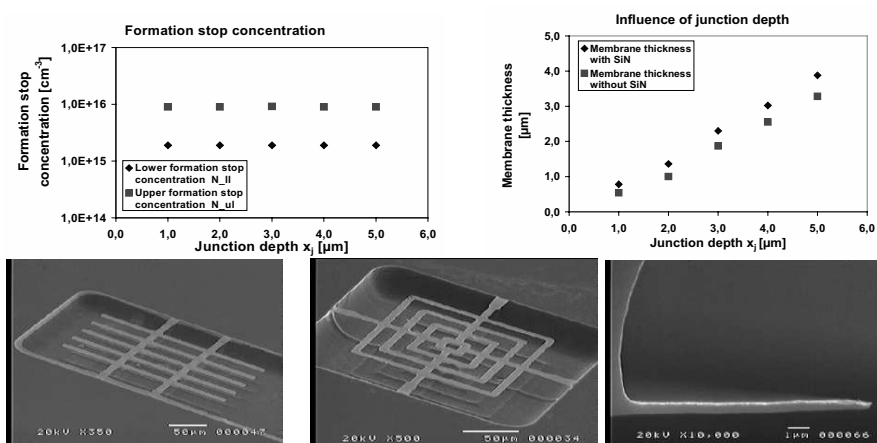 Formation stop concentration
Formation stop
concentration [cm-3]
1,0E+17
1,0E+16
1,0E+15
1,0E+14
Lower formation stop
concentration N_ll
Upper formation stop
concentration N_ul
0,0 1,0 2,0 3,0 4,0 5,0 6,0
Junction depth xj [µm]
Influence of junction depth
Membrane thickness
[µm]
5,0
4,0
3,0
2,0
1,0
0,0
Membrane thickness
with SiN
Membrane thickness
without SiN
0,0 1,0 2,0 3,0 4,0 5,0 6,0
Junction depth xj [µm]
20kV X350 50µm 000047
20kV X500 50µm 000034
20kV X10,000 1µm 000066